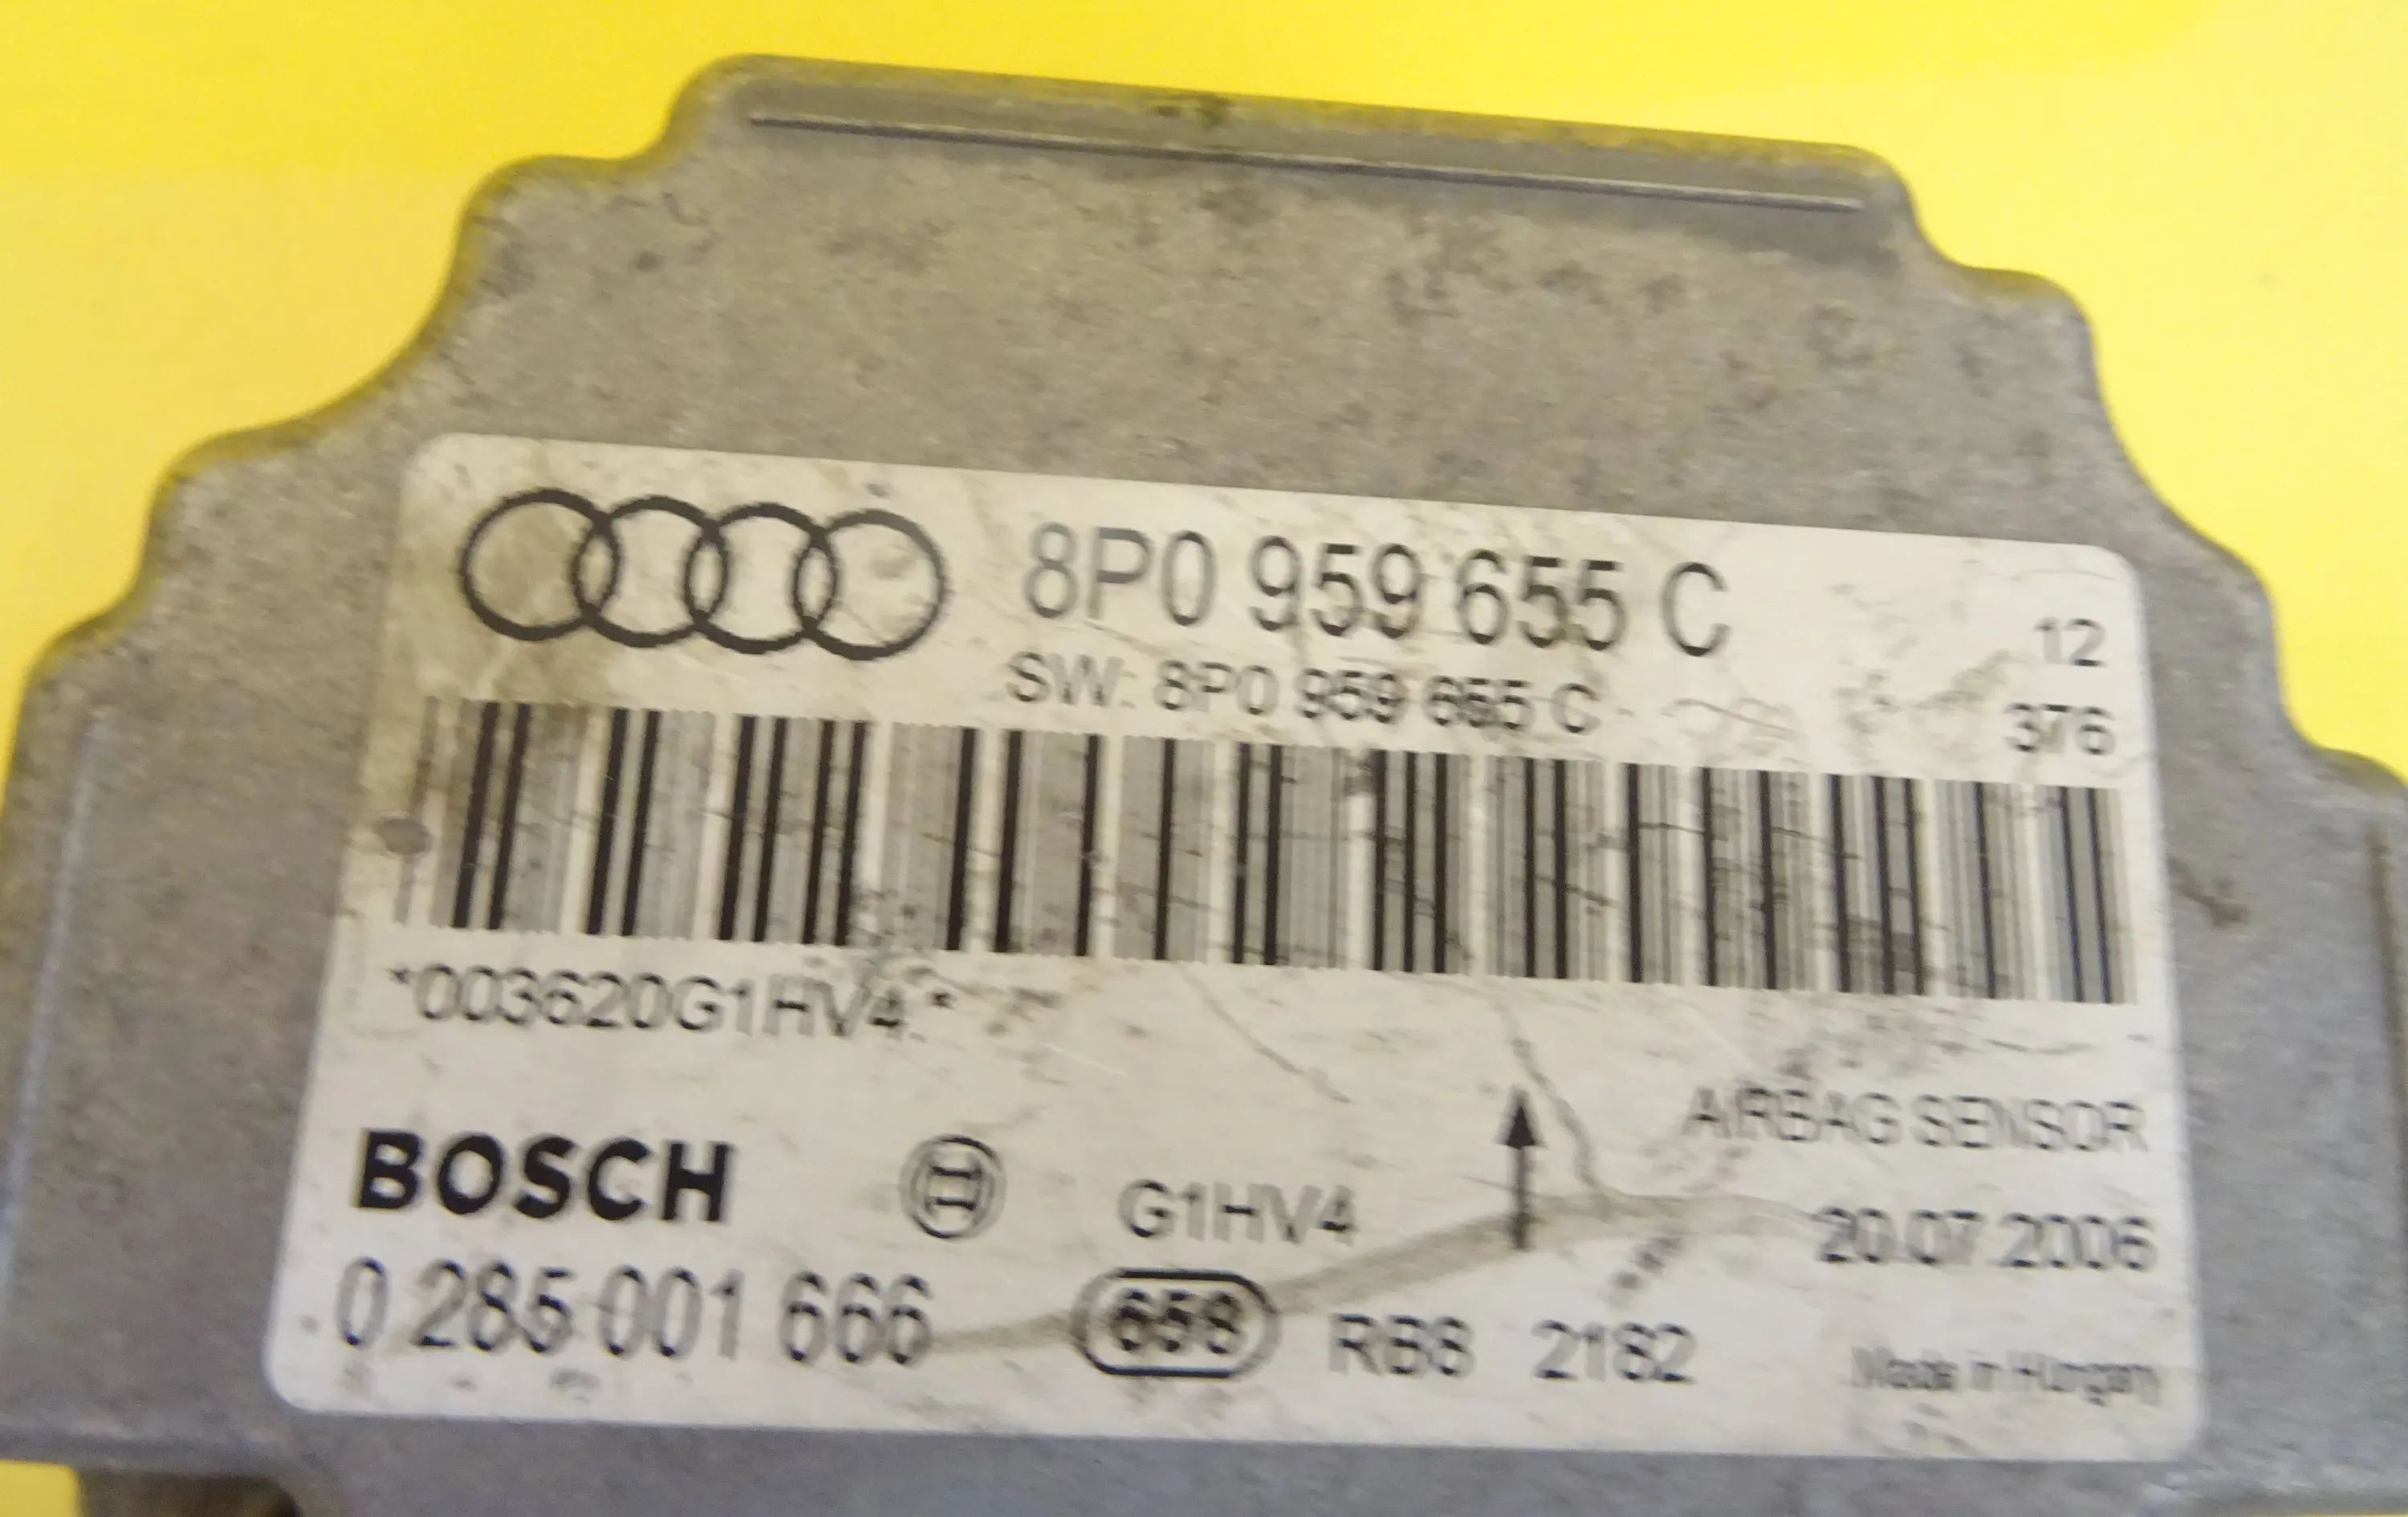 8P0 959 655 C
SW: 8P0 959 655 C
12
376
*003620G1HV4.*
AIRBAG SENSOR
BOSCH G1HV4
20.07.2006
0 285 001 666 658 RB8 2182
Made in Hungary